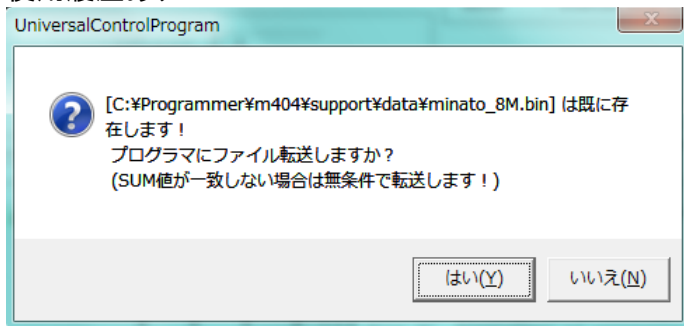 UniversalControlProgram
[C:¥Programmer¥m404¥support¥data¥minato_8M.bin] は既に存
在します！
プログラマにファイル転送しますか？
(SUM値が一致しない場合は無条件で転送します！)
はい(Y)
いいえ(N)